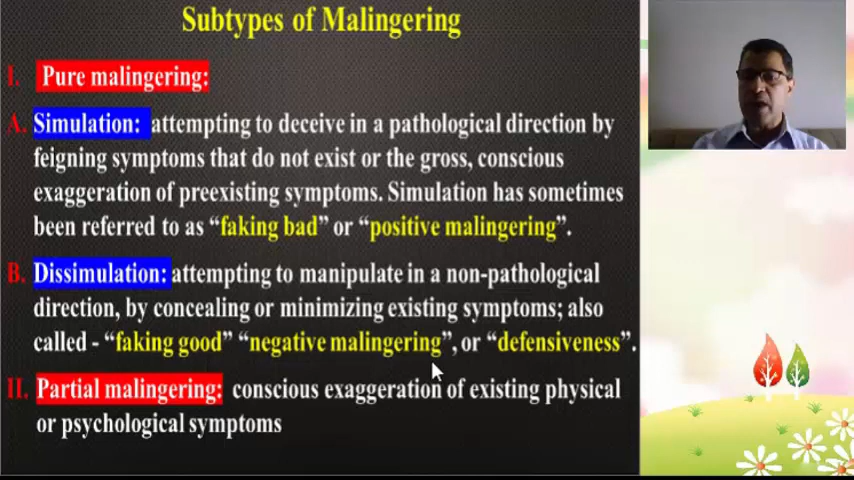 Subtypes of Malingering
I. Pure malingering:
A. Simulation: attempting to deceive in a pathological direction by
feigning symptoms that do not exist or the gross, conscious
exaggeration of preexisting symptoms. Simulation has sometimes
been referred to as “faking bad” or “positive malingering”.
B. Dissimulation: attempting to manipulate in a non-pathological
direction, by concealing or minimizing existing symptoms; also
called - “faking good” “negative malingering”, or “defensiveness”.
II. Partial malingering: conscious exaggeration of existing physical
or psychological symptoms